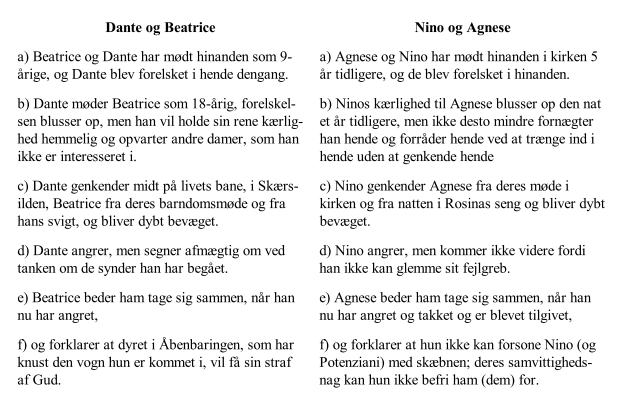 Dante og Beatrice
a) Beatrice og Dante har mødt hinanden som 9-
årige, og Dante blev forelsket i hende dengang.
b) Dante møder Beatrice som 18-årig, forelskel-
sen blusser op, men han vil holde sin rene kærlig-
hed hemmelig og opvarter andre damer, som han
ikke er interesseret i.
c) Dante genkender midt på livets bane, i Skærs-
ilden, Beatrice fra deres barndomsmøde og fra
hans svigt, og bliver dybt bevæget.
d) Dante angrer, men segner afmægtig om ved
tanken om de synder han har begået.
e) Beatrice beder ham tage sig sammen, når han
nu har angret,
f) og forklarer at dyret i Åbenbaringen, som har
knust den vogn hun er kommet i, vil få sin straf
af Gud.
Nino og Agnese
a) Agnese og Nino har mødt hinanden i kirken 5
år tidligere, og de blev forelsket i hinanden.
b) Ninos kærlighed til Agnese blusser op den nat
et år tidligere, men ikke desto mindre fornægter
han hende og forråder hende ved at trænge ind i
hende uden at genkende hende
c) Nino genkender Agnese fra deres møde i
kirken og fra natten i Rosinas seng og bliver dybt
bevæget.
d) Nino angrer, men kommer ikke videre fordi
han ikke kan glemme sit fejlgreb.
e) Agnese beder ham tage sig sammen, når han
nu har angret og takket og er blevet tilgivet,
f) og forklarer at hun ikke kan forsone Nino (og
Potenziani) med skæbnen; deres samvittigheds-
nag kan hun ikke befri ham (dem) for.